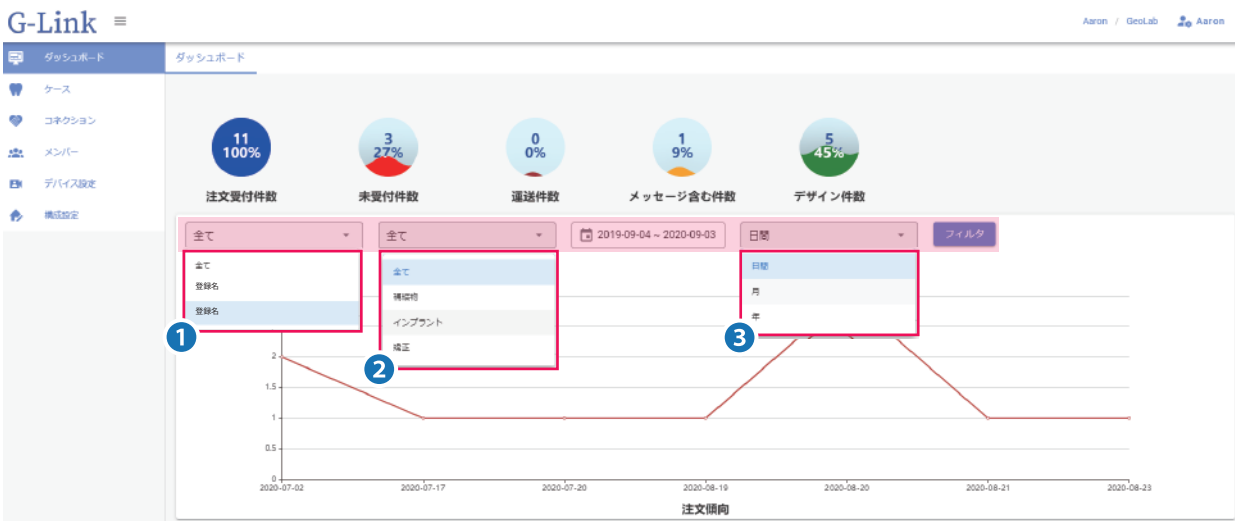 G-Link
Aaron / GeoLab Aaron
ダッシュボード
ケース
コネクション
メンバー
デバイス設定
構成設定
ダッシュボード
11
100%
注文受付件数
3
27%
未受付件数
0
0%
運送件数
1
9%
メッセージ含む件数
5
45%
デザイン件数
全て
全て
2019-09-04 ~ 2020-09-03
日間
フィルタ
全て
登録名
登録名
1
全て
補綴物
インプラント
矯正
2
日間
月
年
3
2
1.5
1
0.5
0
2020-07-02
2020-07-17
2020-07-20
2020-08-19
2020-08-20
2020-08-21
2020-08-23
注文傾向